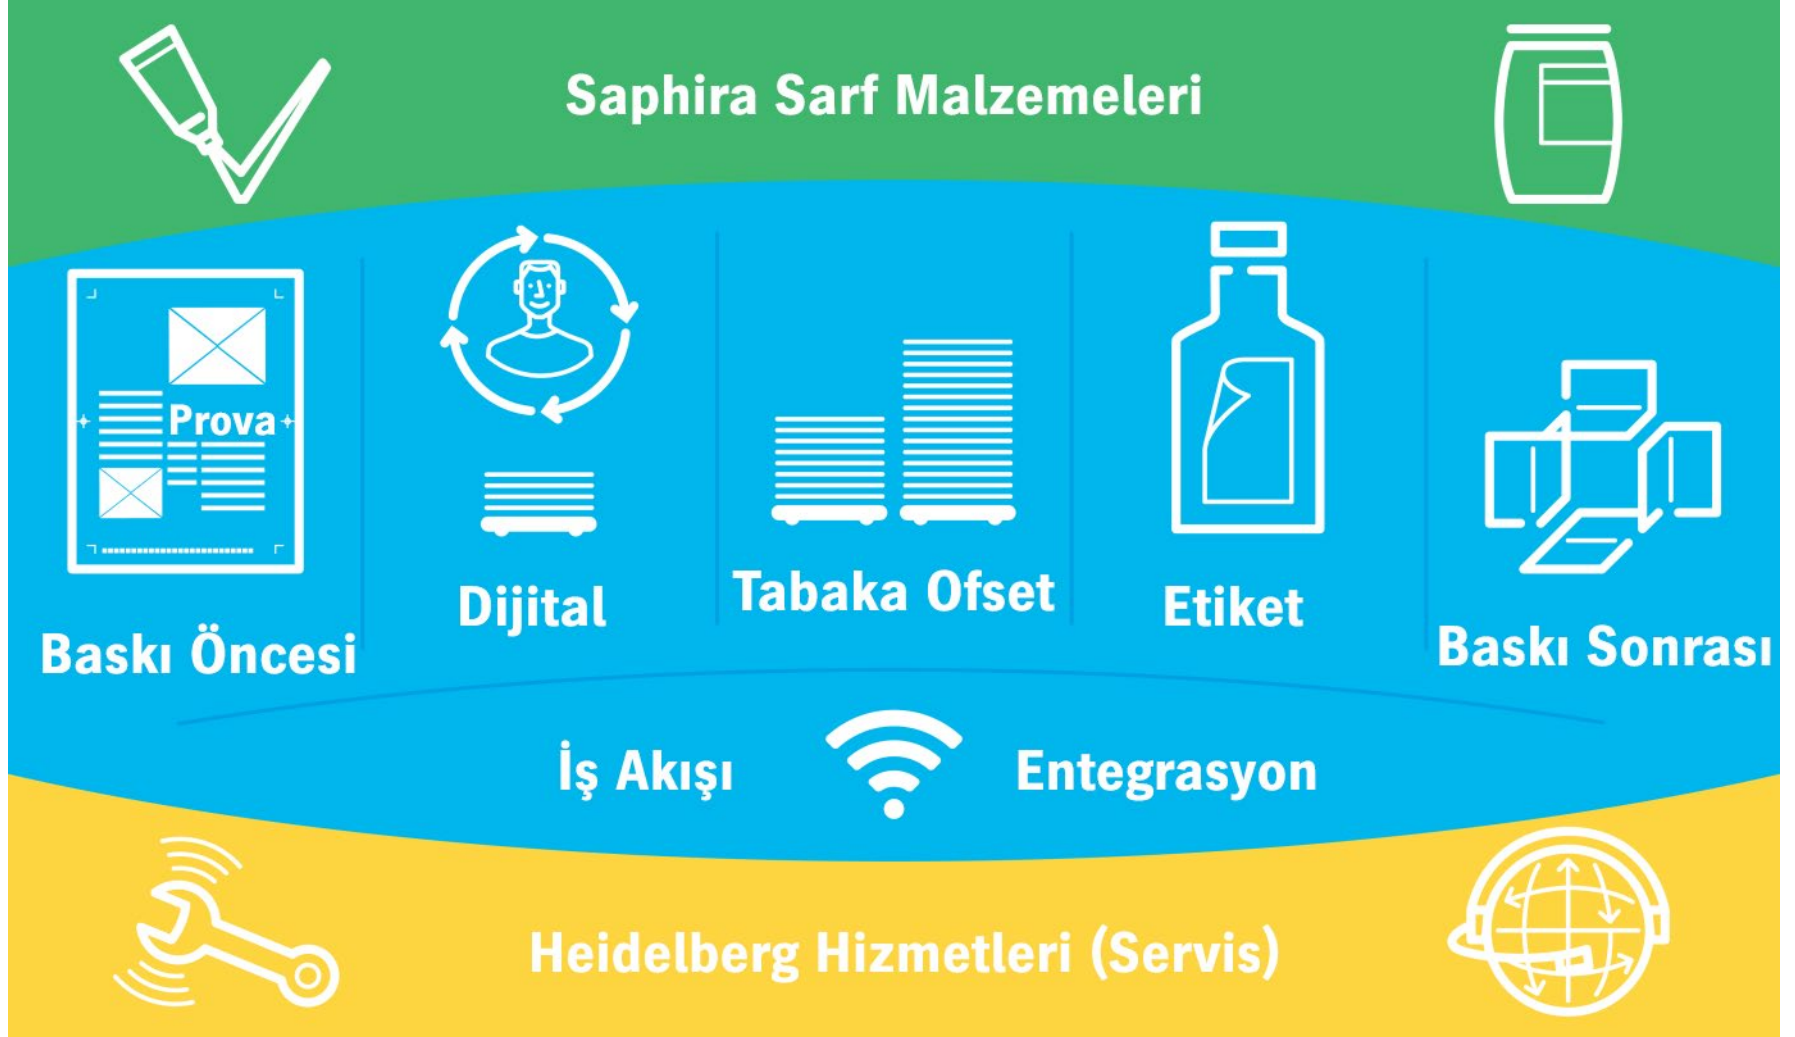 Saphira Sarf Malzemeleri
Prova
Baskı Öncesi
Dijital
Tabaka Ofset
Etiket
Baskı Sonrası
İş Akışı
Entegrasyon
Heidelberg Hizmetleri (Servis)